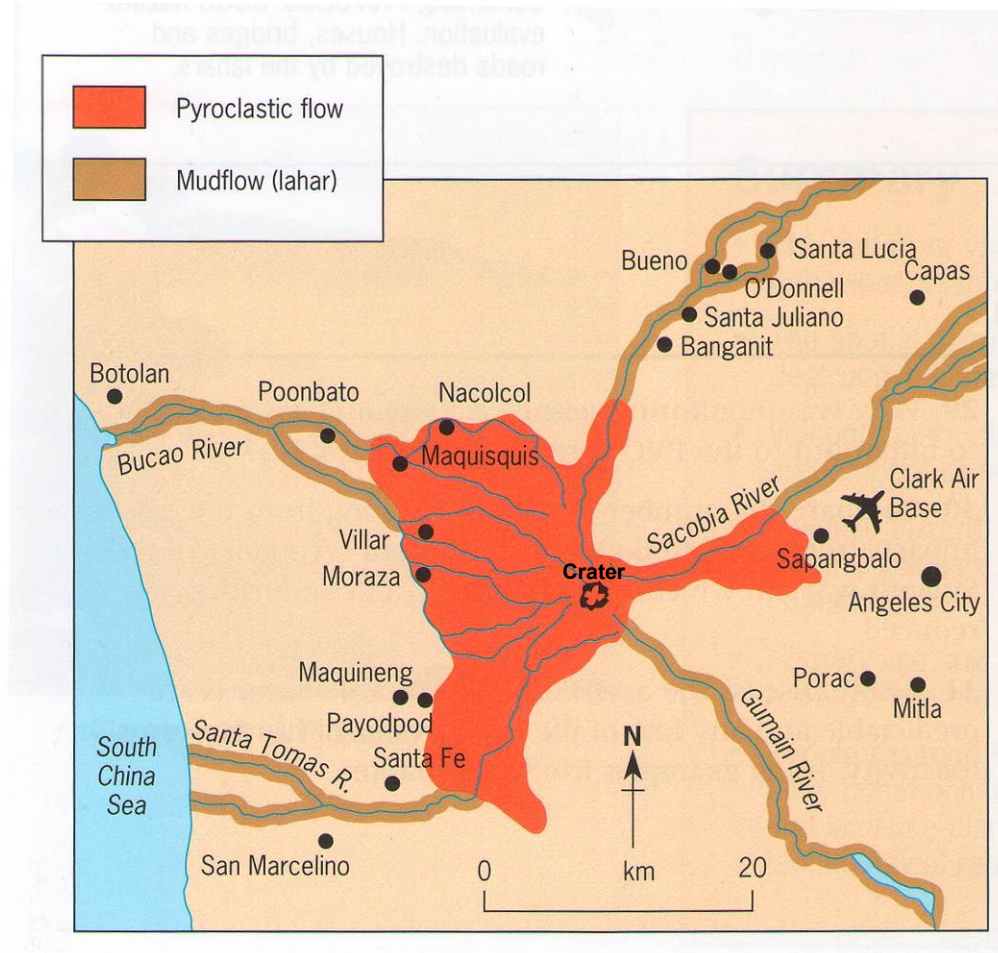 Pyroclastic flow
Mudflow (lahar)
Bueno
Santa Lucia
Capas
O'Donnell
Santa Juliano
Banganit
Botolan
Poonbato
Nacolcol
Bucao River
Maquisquis
Clark Air
Base
Sacobia River
Villar
Sapangbalo
Moraza
Crater
Angeles City
Maquineng
Porac
Payodpod
Mitla
Gumain River
South
China
Sea
Santa Tomas R.
Santa Fe
N
San Marcelino
0 km 20